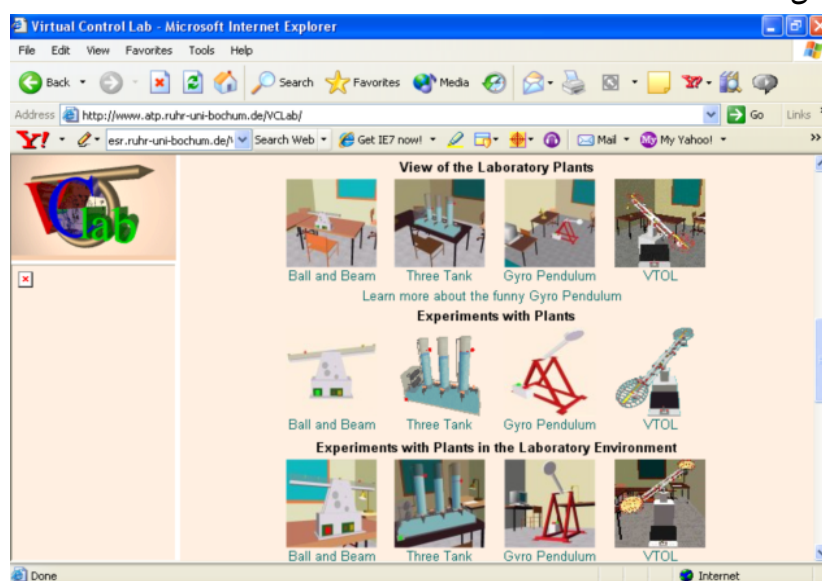 Virtual Control Lab - Microsoft Internet Explorer
File Edit View Favorites Tools Help
Back Search Favorites Media
Address http://www.atp.ruhr-uni-bochum.de/VCLab/ Go Links
Y! esr.ruhr-uni-bochum.de/\ Search Web Get IE7 now! Mail My Yahoo! »
VClab
View of the Laboratory Plants
Ball and Beam Three Tank Gyro Pendulum VTOL
Learn more about the funny Gyro Pendulum
Experiments with Plants
Ball and Beam Three Tank Gyro Pendulum VTOL
Experiments with Plants in the Laboratory Environment
Ball and Beam Three Tank Gyro Pendulum VTOL
Done Internet